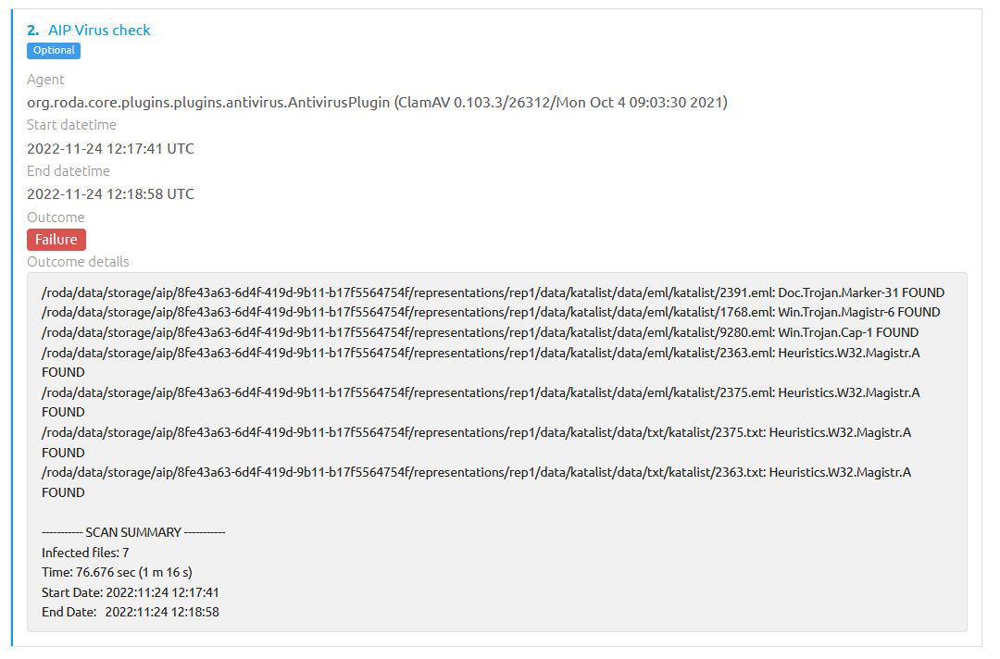 2. AIP Virus check
Optional
Agent
org.roda.core.plugins.plugins.antivirus.AntivirusPlugin (ClamAV 0.103.3/26312/Mon Oct 4 09:03:30 2021)
Start datetime
2022-11-24 12:17:41 UTC
End datetime
2022-11-24 12:18:58 UTC
Outcome
Failure
Outcome details
/roda/data/storage/aip/8fe43a63-6d4f-419d-9b11-b17f5564754f/representations/rep1/data/katalist/data/eml/katalist/2391.eml: Doc.Trojan.Marker-31 FOUND
/roda/data/storage/aip/8fe43a63-6d4f-419d-9b11-b17f5564754f/representations/rep1/data/katalist/data/eml/katalist/1768.eml: Win.Trojan.Magistr-6 FOUND
/roda/data/storage/aip/8fe43a63-6d4f-419d-9b11-b17f5564754f/representations/rep1/data/katalist/data/eml/katalist/9280.eml: Win.Trojan.Cap-1 FOUND
/roda/data/storage/aip/8fe43a63-6d4f-419d-9b11-b17f5564754f/representations/rep1/data/katalist/data/eml/katalist/2363.eml: Heuristics.W32.Magistr.A
FOUND
/roda/data/storage/aip/8fe43a63-6d4f-419d-9b11-b17f5564754f/representations/rep1/data/katalist/data/eml/katalist/2375.eml: Heuristics.W32.Magistr.A
FOUND
/roda/data/storage/aip/8fe43a63-6d4f-419d-9b11-b17f5564754f/representations/rep1/data/katalist/data/txt/katalist/2375.txt: Heuristics.W32.Magistr.A
FOUND
/roda/data/storage/aip/8fe43a63-6d4f-419d-9b11-b17f5564754f/representations/rep1/data/katalist/data/txt/katalist/2363.txt: Heuristics.W32.Magistr.A
FOUND
----------- SCAN SUMMARY -----------
Infected files: 7
Time: 76.676 sec (1 m 16 s)
Start Date: 2022:11:24 12:17:41
End Date: 2022:11:24 12:18:58